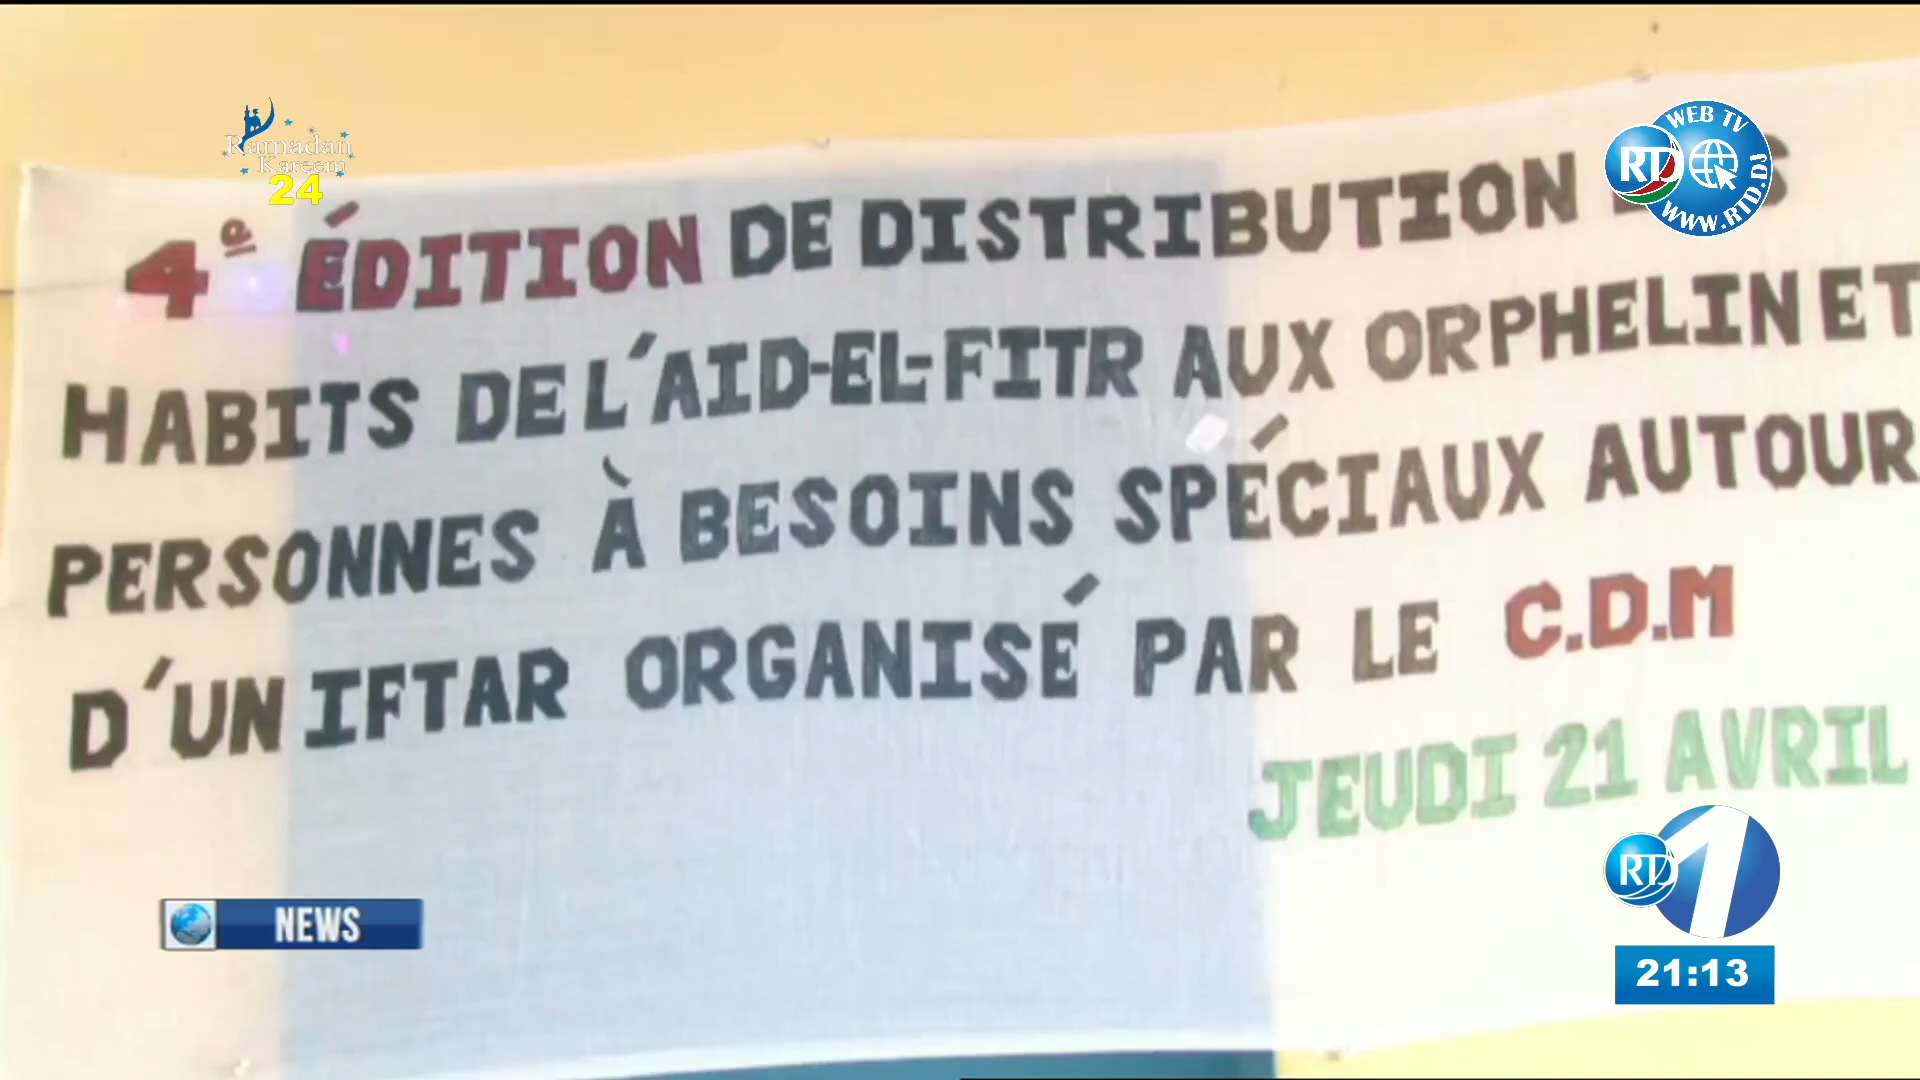 Ramadan
Kareem
24
WEB TV
RTD
WWW.RTD.DJ
4e ÉDITION DE DISTRIBUTION
HABITS DE L'AID-EL-FITR AUX ORPHELIN ET
PERSONNES À BESOINS SPÉCIAUX AUTOUR
D'UN IFTAR ORGANISÉ PAR LE C.D.M
JEUDI 21 AVRIL
NEWS
RTD 1
21:13